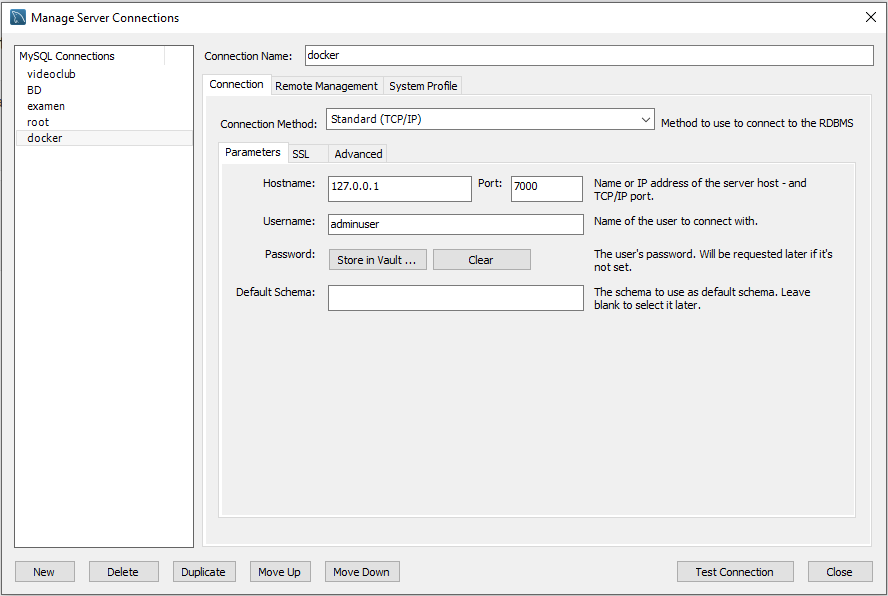 Manage Server Connections
MySQL Connections
videoclub
BD
examen
root
docker
Connection Name: docker
Connection Remote Management System Profile
Connection Method: Standard (TCP/IP) Method to use to connect to the RDBMS
Parameters SSL Advanced
Hostname: 127.0.0.1 Port: 7000 Name or IP address of the server host - and
TCP/IP port.
Username: adminuser Name of the user to connect with.
Password: Store in Vault ... Clear The user's password. Will be requested later if it's
not set.
Default Schema: The schema to use as default schema. Leave
blank to select it later.
New Delete Duplicate Move Up Move Down Test Connection Close